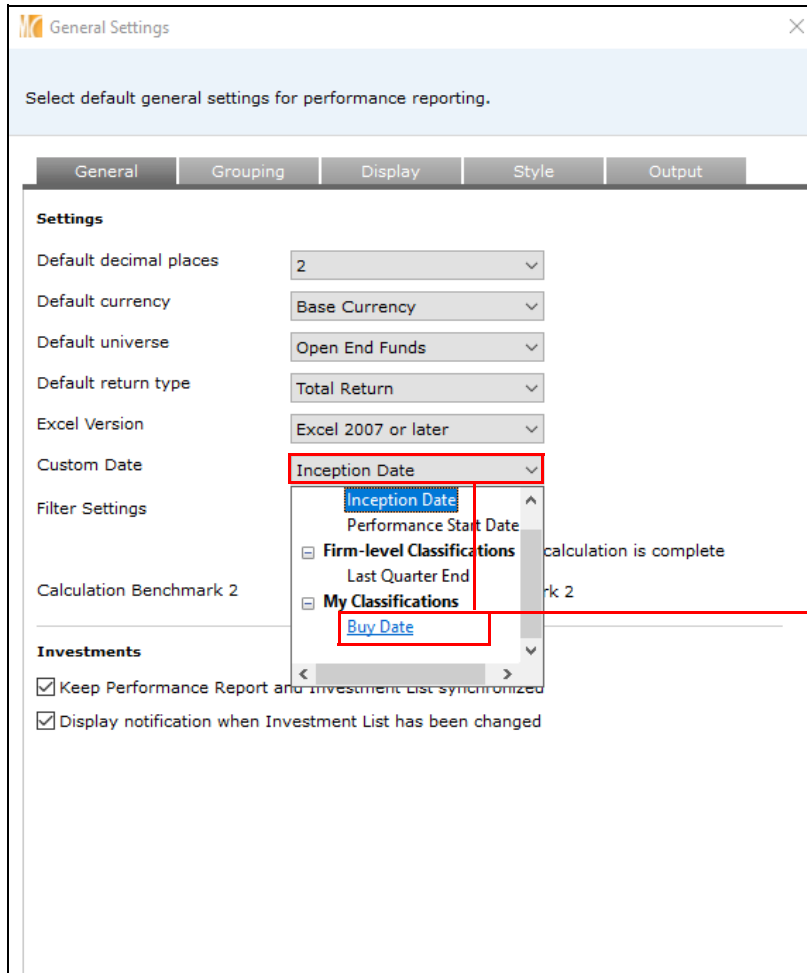 General Settings
Select default general settings for performance reporting.
General Grouping Display Style Output
Settings
Default decimal places 2
Default currency Base Currency
Default universe Open End Funds
Default return type Total Return
Excel Version Excel 2007 or later
Custom Date Inception Date
Inception Date
Filter Settings
Performance Start Date
Firm-level Classifications calculation is complete
Last Quarter End
Calculation Benchmark 2 rk 2
My Classifications
Buy Date
Investments
Keep Performance Report and Investment List synchronized
Display notification when Investment List has been changed